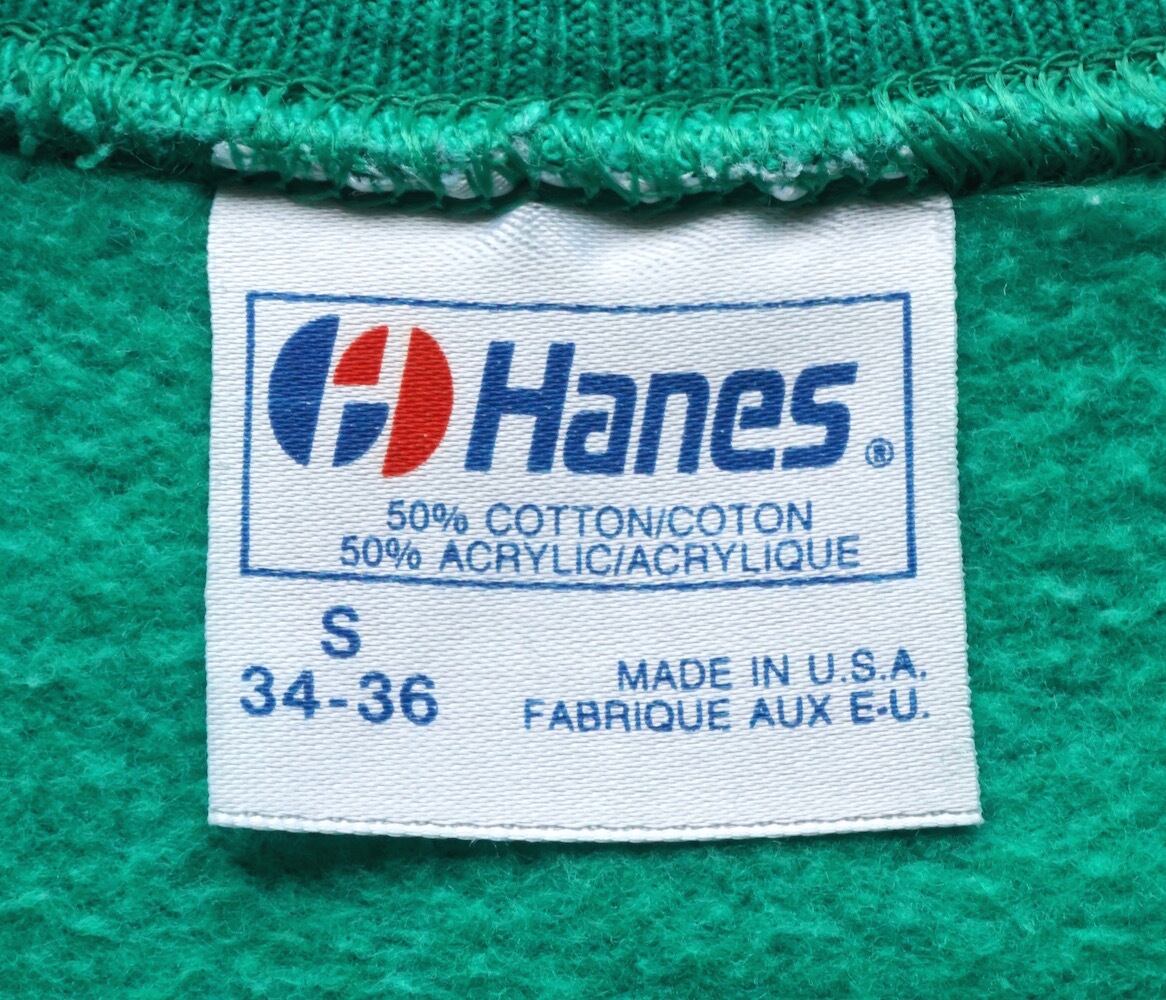 Hanes®
50% COTTON/COTON
50% ACRYLIC/ACRYLIQUE
S
34-36
MADE IN U.S.A.
FABRIQUE AUX E-U.